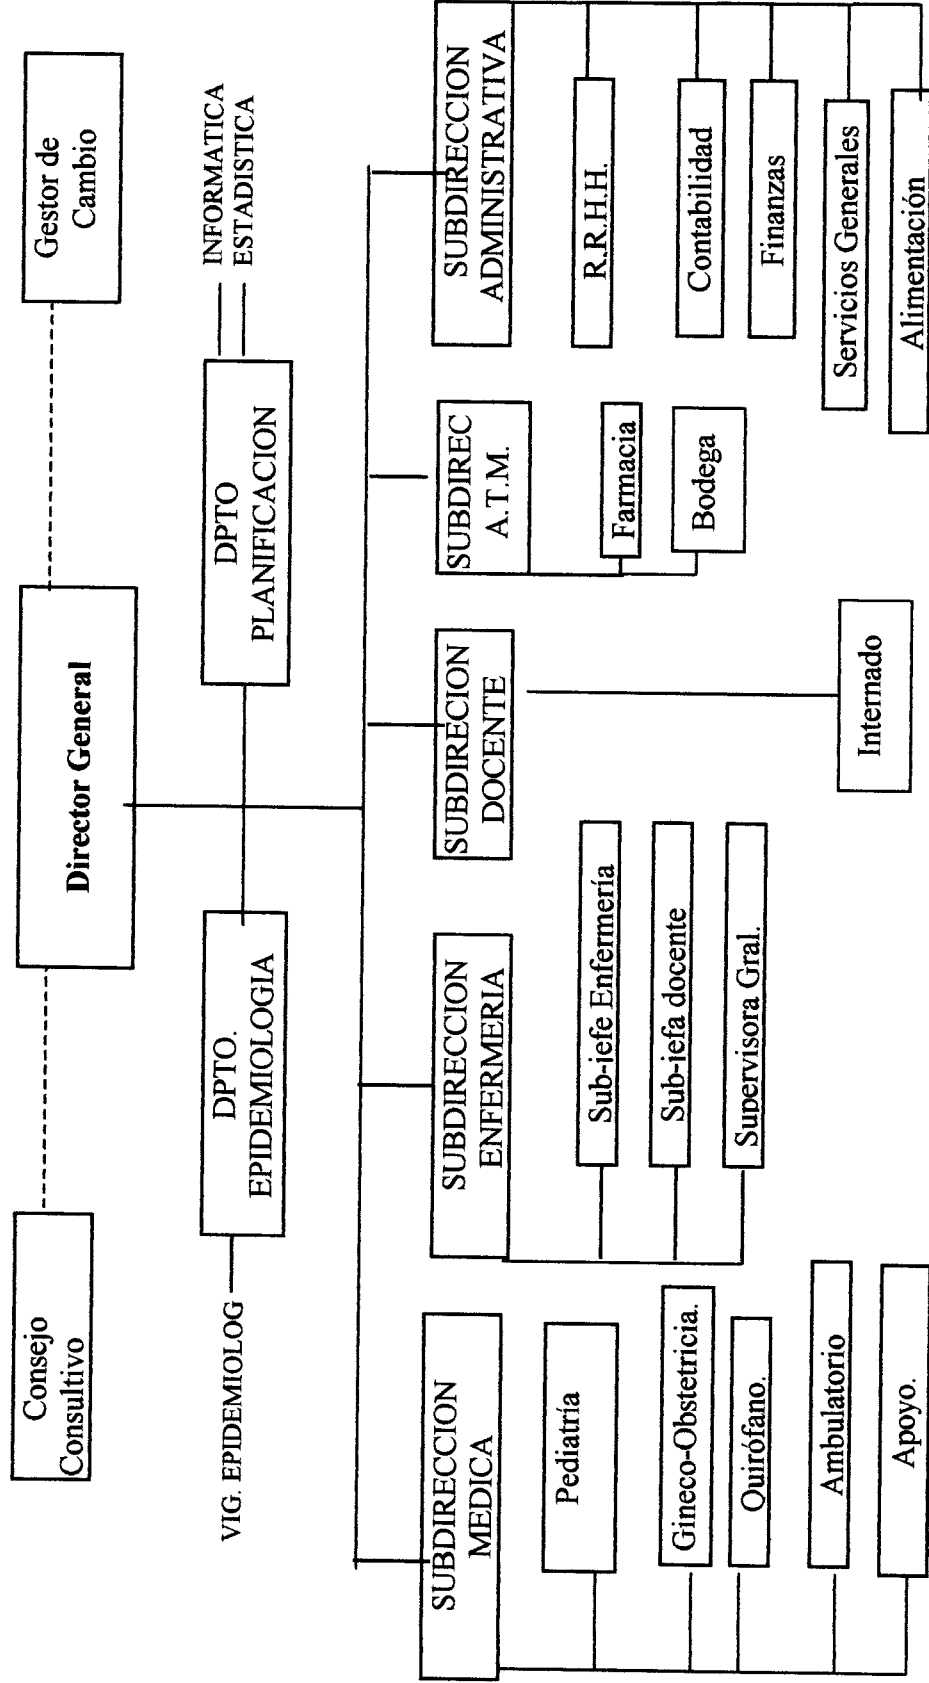 Consejo
Consultivo
Director General
Gestor de
Cambio
VIG. EPIDEMIOLOG
DPTO.
EPIDEMIOLOGIA
DPTO
PLANIFICACION
INFORMATICA
ESTADISTICA
SUBDIRECCION
MEDICA
Pediatría
Gineco-Obstetricia.
Quirófano.
Ambulatorio
Apoyo.
SUBDIRECCION
ENFERMERIA
Sub-iefe Enfermería
Sub-iefa docente
Supervisora Gral.
SUBDIRECION
DOCENTE
Internado
SUBDIREC
A.T.M.
Farmacia
Bodega
SUBDIRECCION
ADMINISTRATIVA
R.R.H.H.
Contabilidad
Finanzas
Servicios Generales
Alimentación